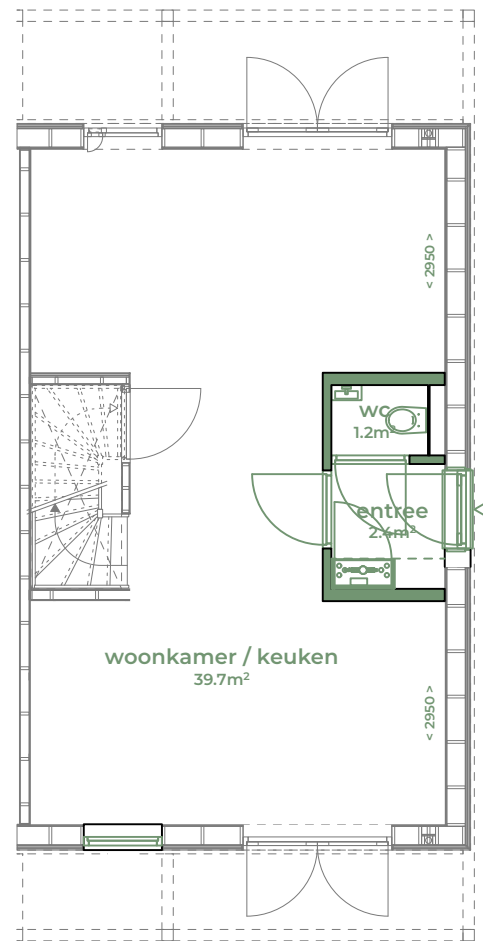 < 2950 >
wc
1.2m²
entree
2.4m²
woonkamer / keuken
39.7m²
< 2950 >